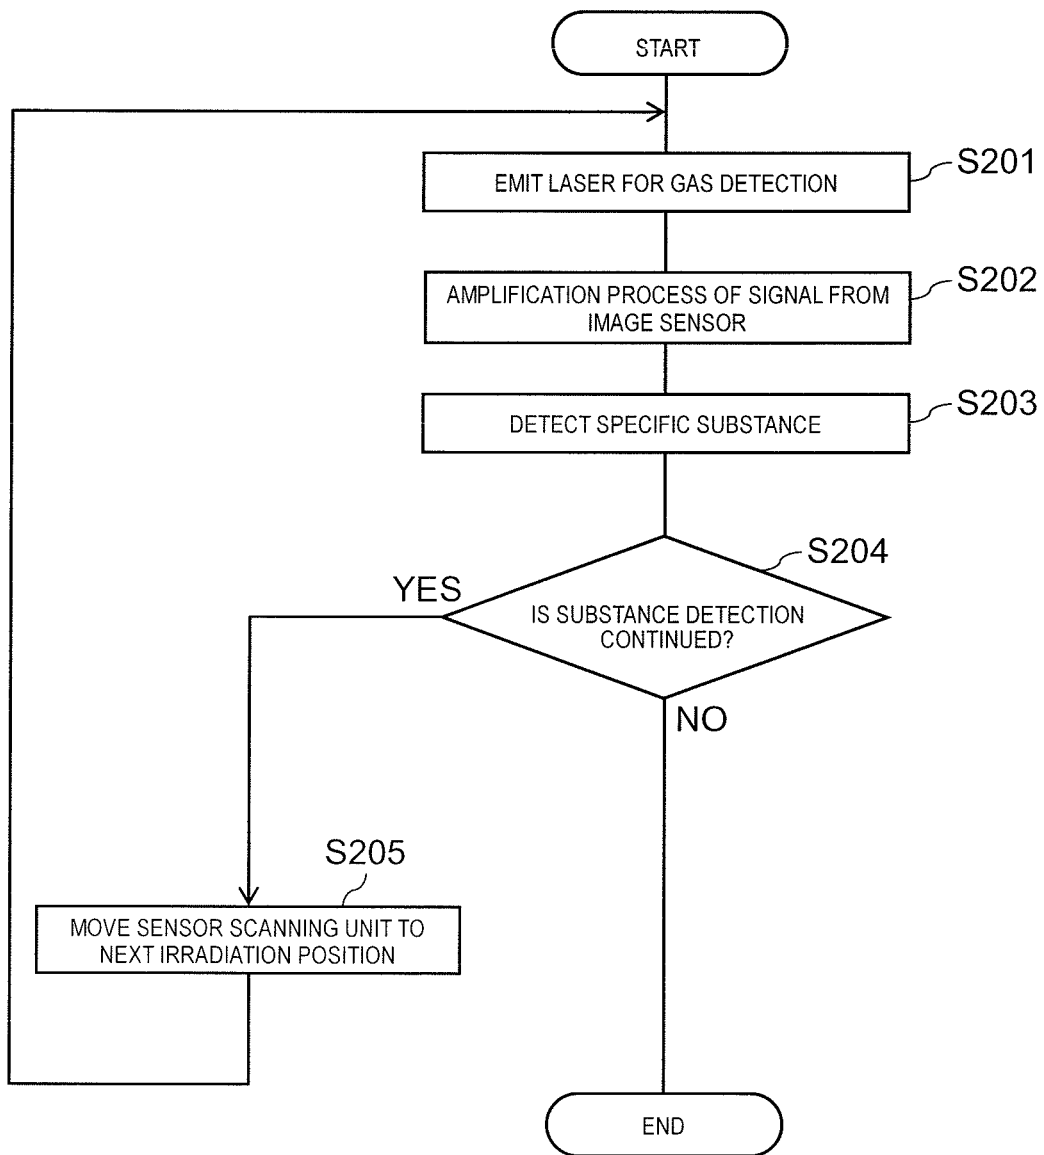 START
EMIT LASER FOR GAS DETECTION
S201
AMPLIFICATION PROCESS OF SIGNAL FROM
IMAGE SENSOR
S202
DETECT SPECIFIC SUBSTANCE
S203
IS SUBSTANCE DETECTION
CONTINUED?
S204
YES
NO
S205
MOVE SENSOR SCANNING UNIT TO
NEXT IRRADIATION POSITION
END